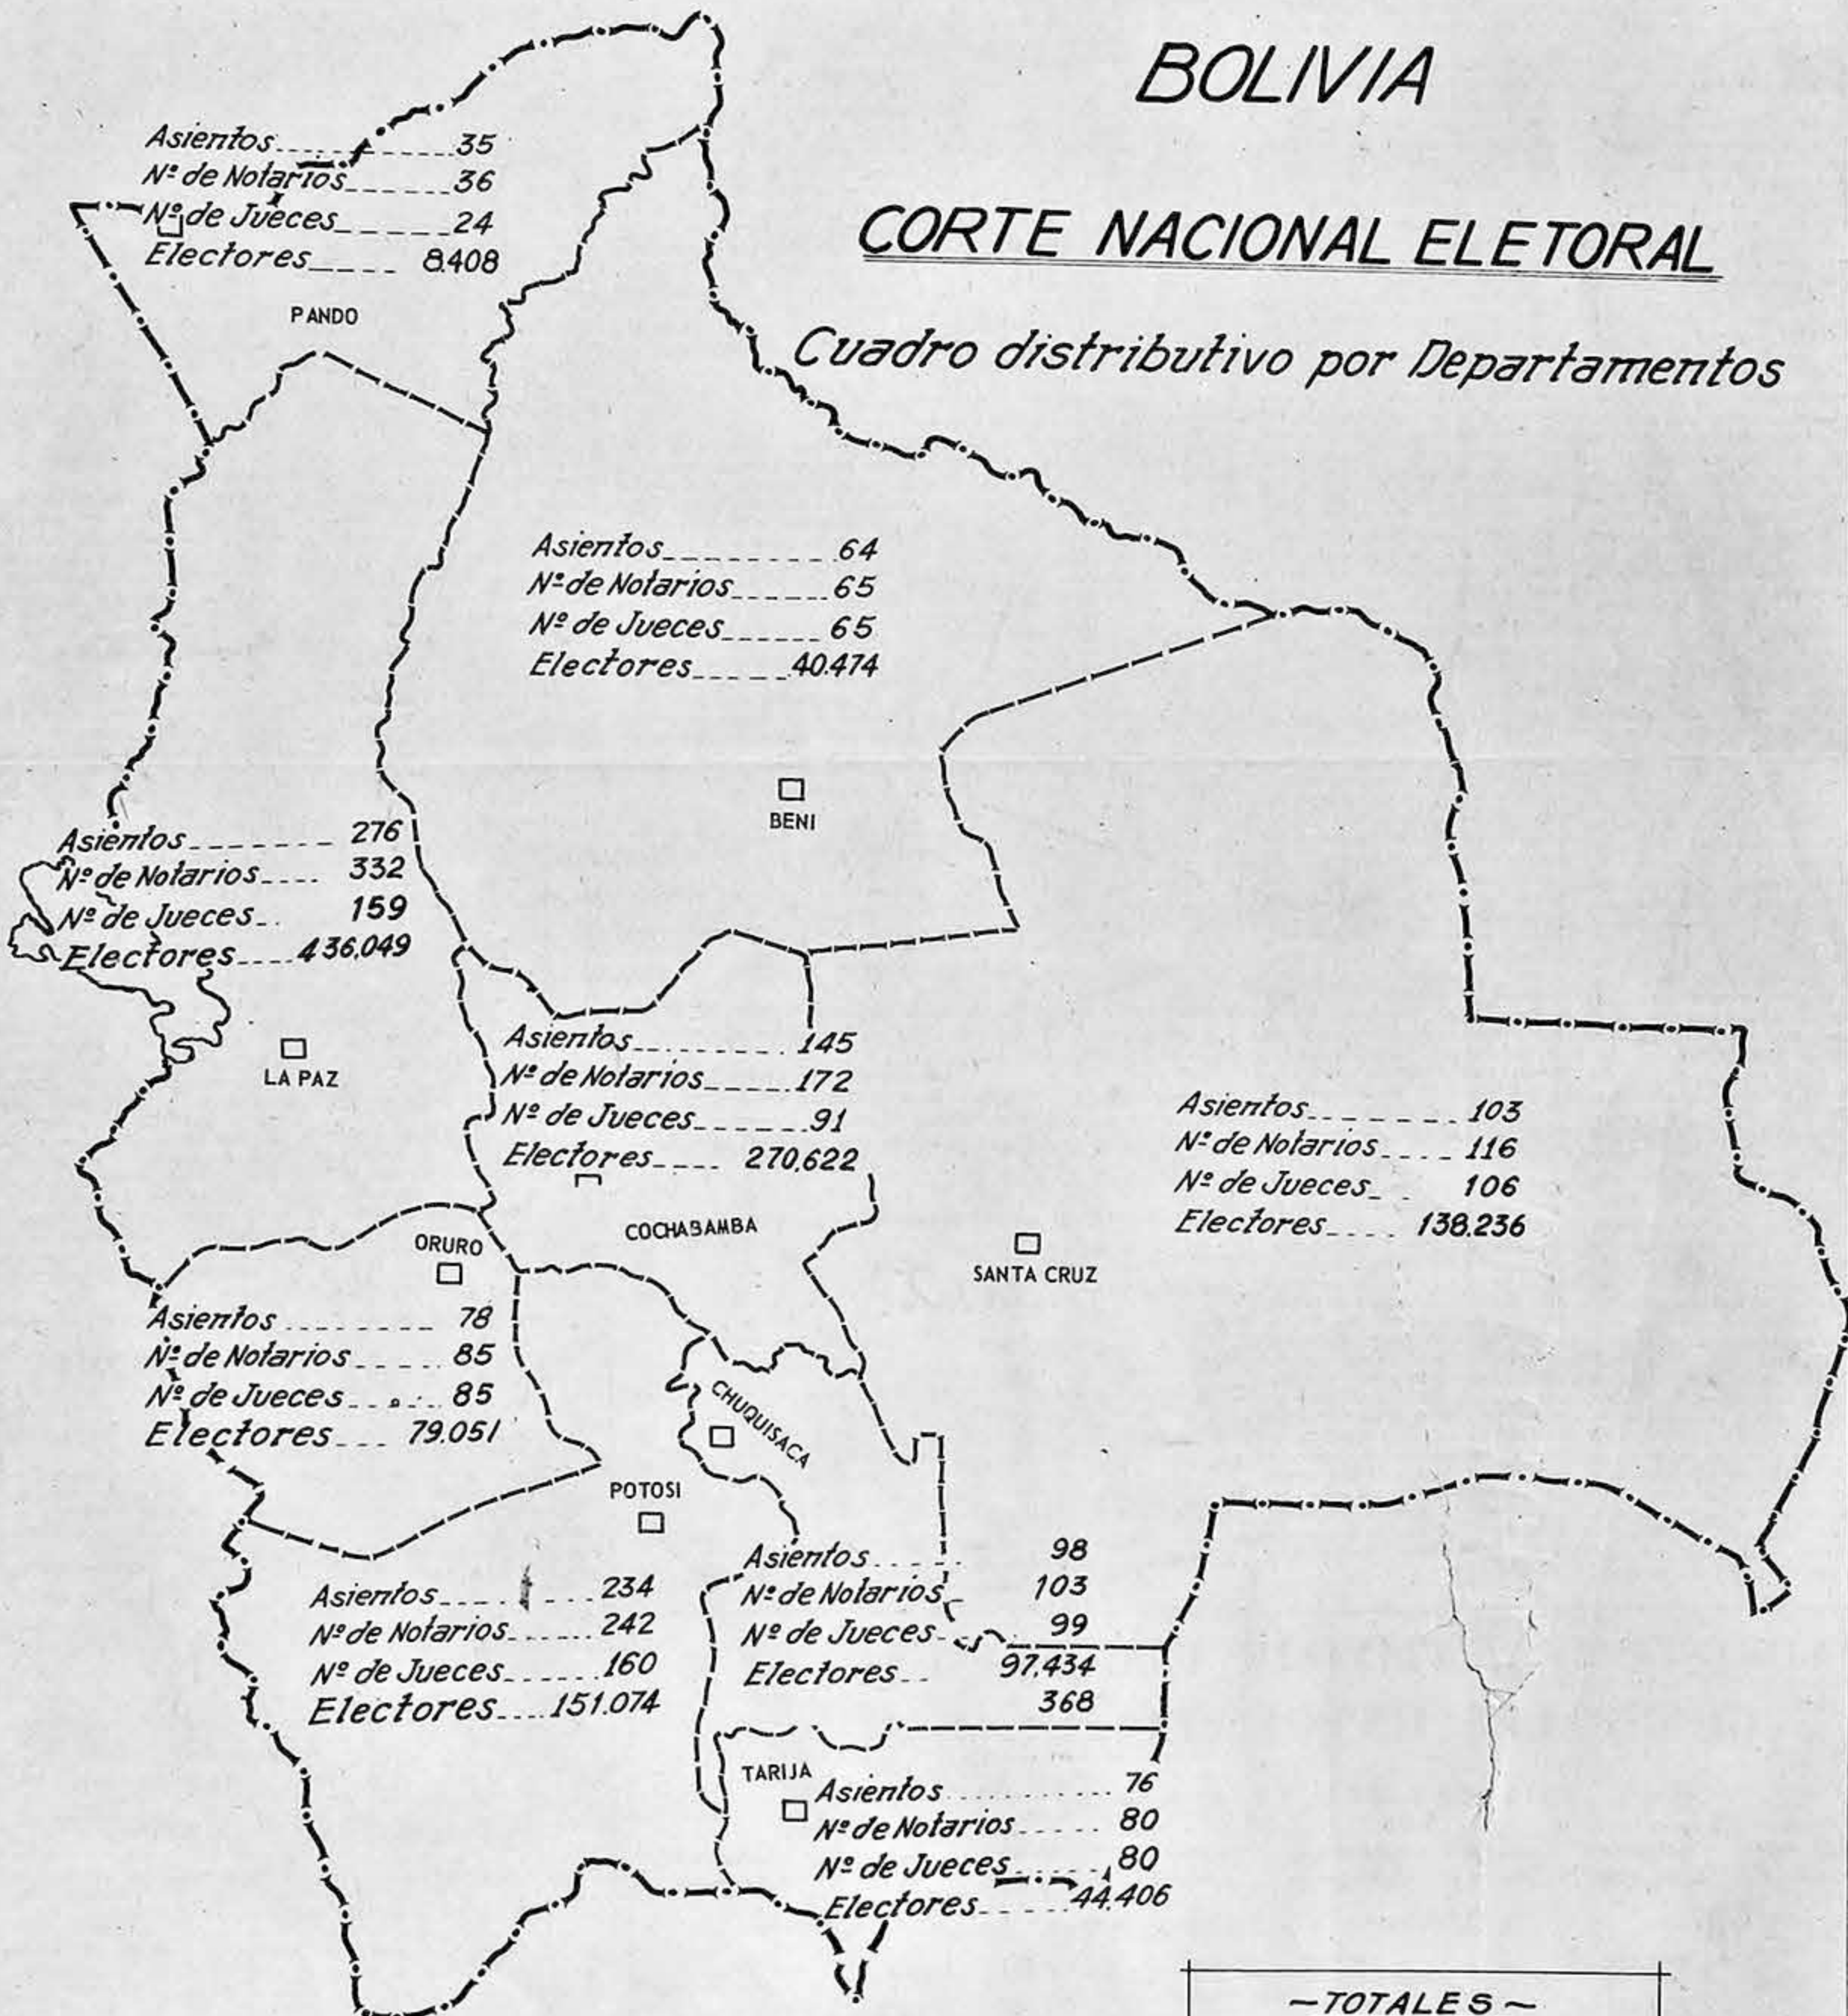 BOLIVIA
CORTE NACIONAL ELETORAL
Cuadro distributivo por Departamentos
Asientos 35
Nº de Notarios 36
Nº de Jueces 24
Electores 8.408
PANDO
Asientos 64
Nº de Notarios 65
Nº de Jueces 65
Electores 40.474
BENI
Asientos 276
Nº de Notarios 332
Nº de Jueces 159
Electores 436.049
LA PAZ
Asientos 145
Nº de Notarios 172
Nº de Jueces 91
Electores 270.622
COCHABAMBA
Asientos 103
Nº de Notarios 116
Nº de Jueces 106
Electores 138.236
SANTA CRUZ
ORURO
Asientos 78
Nº de Notarios 85
Nº de Jueces 85
Electores 79.051
CHUQUISACA
POTOSI
Asientos 234
Nº de Notarios 242
Nº de Jueces 160
Electores 151.074
Asientos 98
Nº de Notarios 103
Nº de Jueces 99
Electores 97.434
368
TARIJA
Asientos 76
Nº de Notarios 80
Nº de Jueces 80
Electores 44.406
~TOTALES~